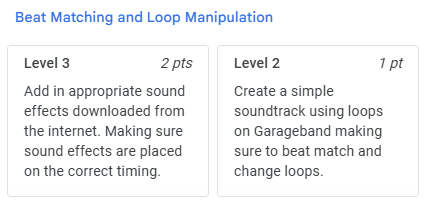 Beat Matching and Loop Manipulation
Level 3 2 pts
Add in appropriate sound
effects downloaded from
the internet. Making sure
sound effects are placed
on the correct timing.
Level 2 1 pt
Create a simple
soundtrack using loops
on Garageband making
sure to beat match and
change loops.